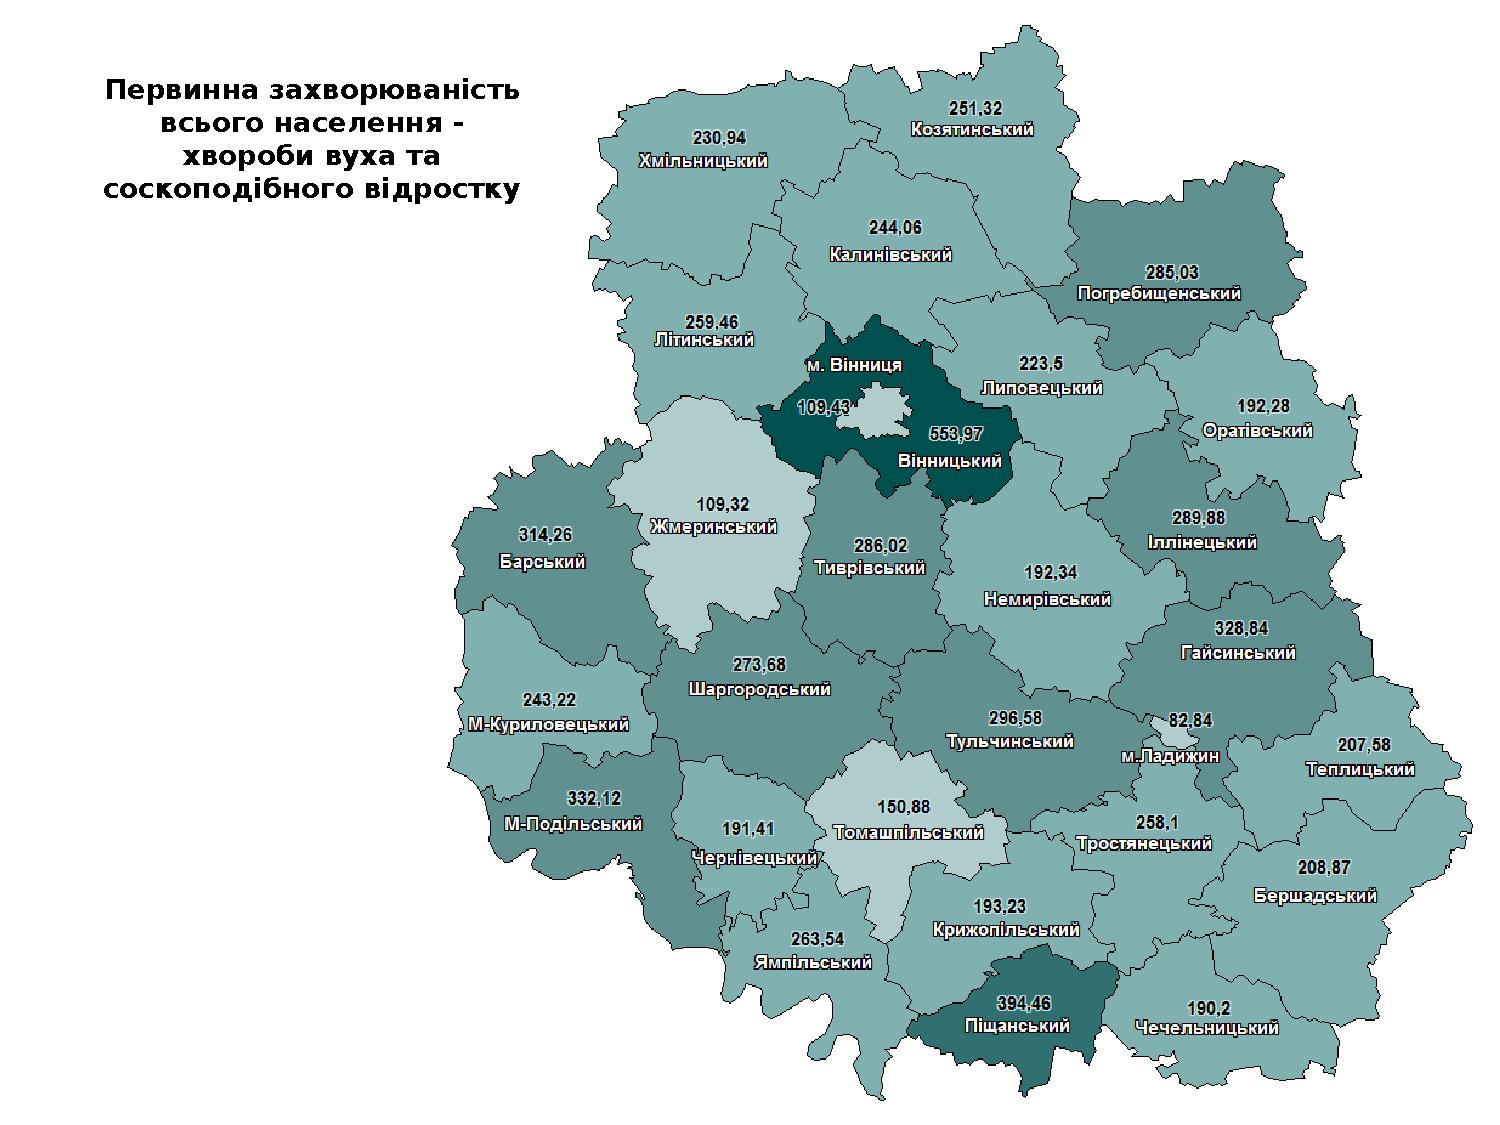 Первинна захворюваність
всього населення -
хвороби вуха та
соскоподібного відростку
251,32
Козятинський
230,94
Хмільницький
244,06
Калинівський
285,03
Погребищенський
259,46
Літинський
м. Вінниця
109,43
223,5
Липовецький
192,28
Оратівський
553,97
Вінницький
109,32
Жмеринський
314,26
Барський
286,02
Тиврівський
289,88
Іллінецький
192,34
Немирівський
328,84
Гайсинський
273,68
Шаргородський
243,22
М-Куриловецький
296,58
Тульчинський
82,84
м.Ладижин
207,58
Теплицький
332,12
М-Подільський
191,41
Чернівецький
150,88
Томашпільський
258,1
Тростянецький
208,87
Бершадський
193,23
Крижопільський
263,54
Ямпільський
394,46
Піщанський
190,2
Чечельницький